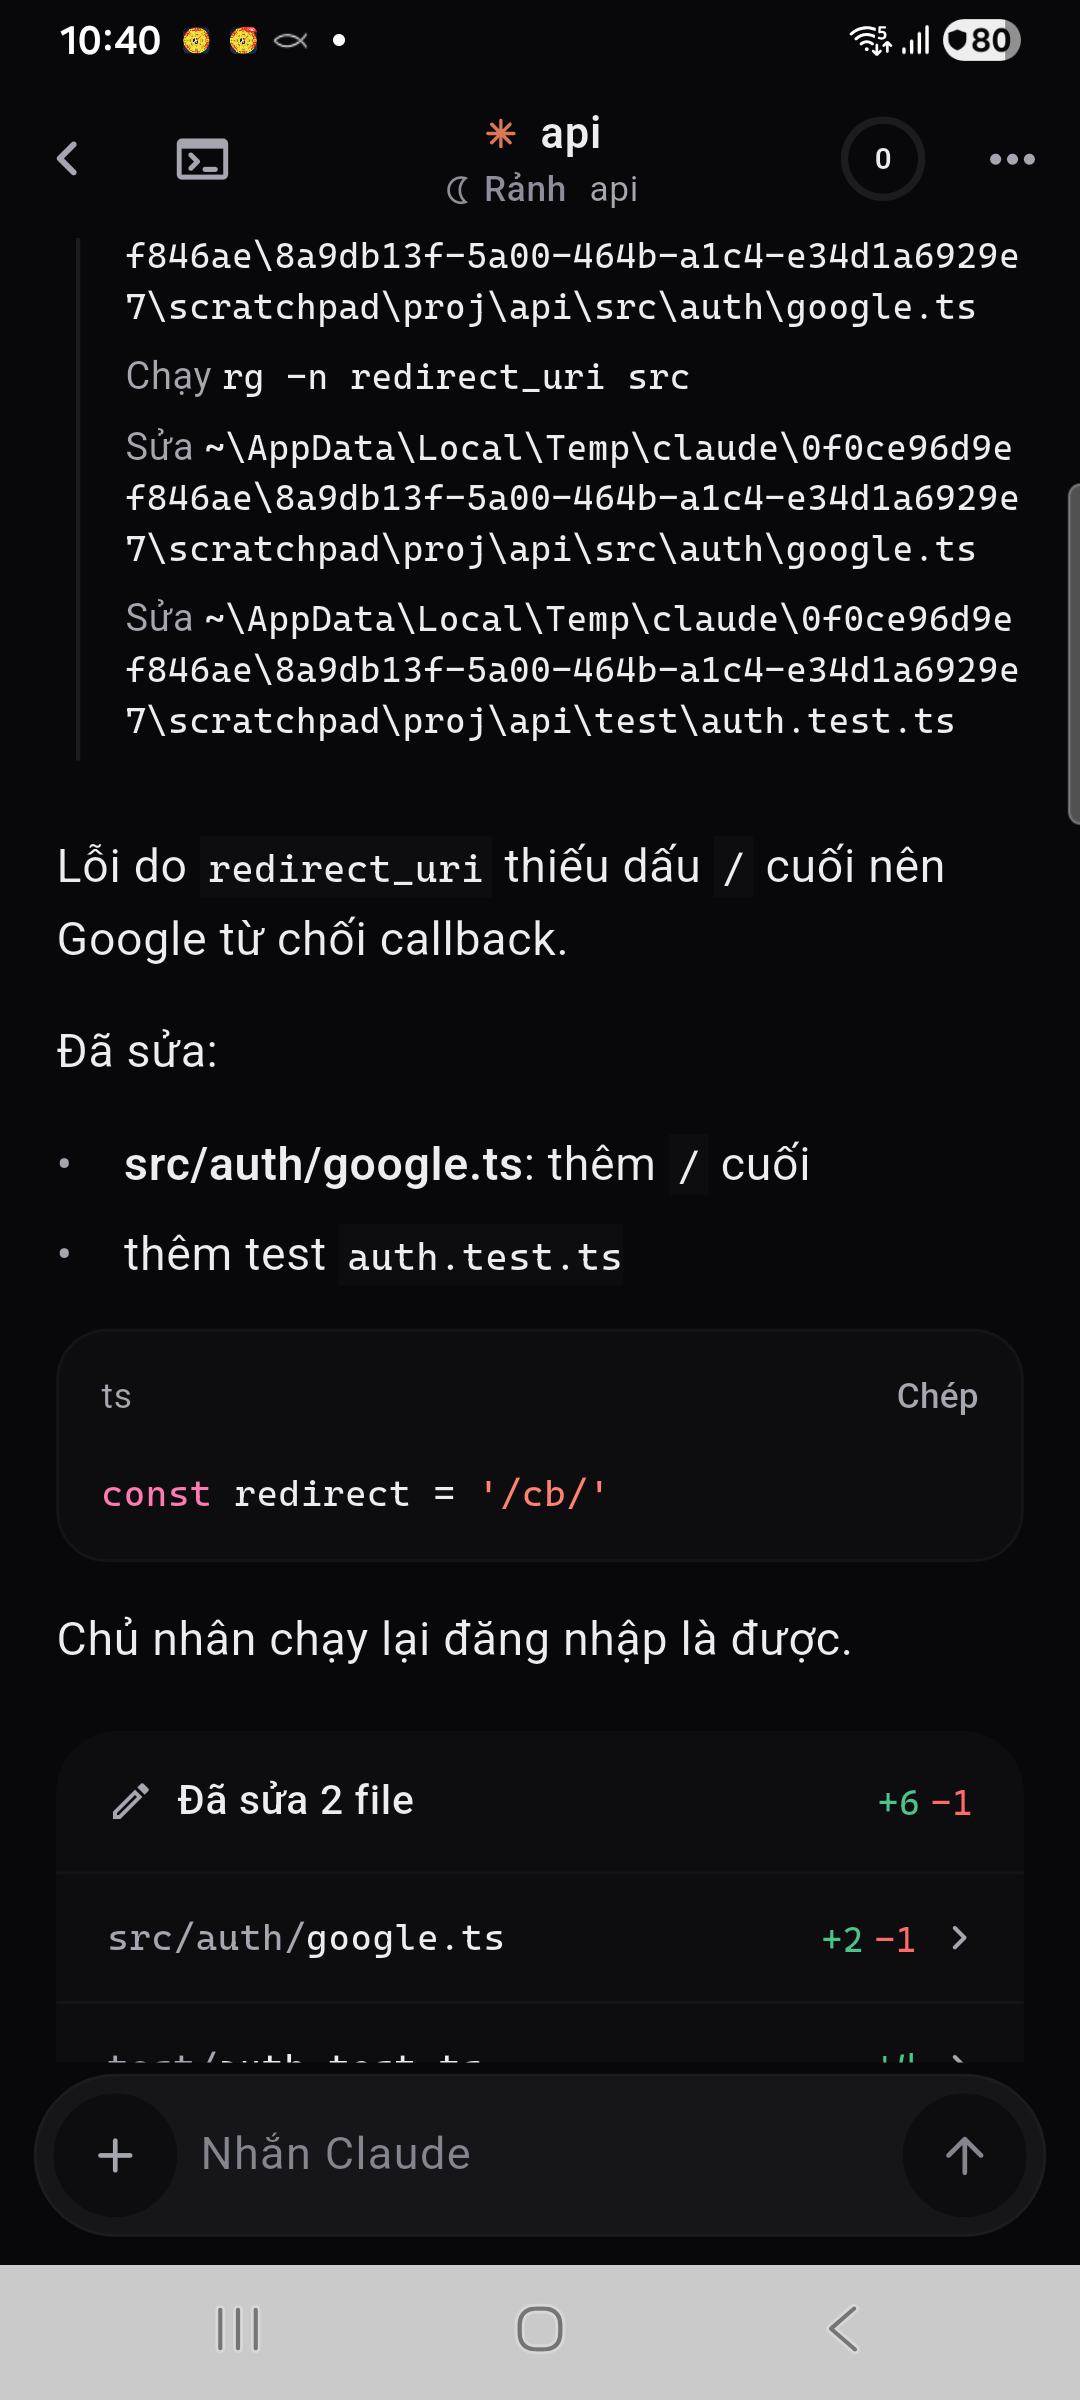 10:40
5
80
api
0
Rảnh api
f846ae\8a9db13f-5a00-464b-a1c4-e34d1a6929e
7\scratchpad\proj\api\src\auth\google.ts
Chạy rg -n redirect_uri src
Sửa ~\AppData\Local\Temp\claude\0f0ce96d9e
f846ae\8a9db13f-5a00-464b-a1c4-e34d1a6929e
7\scratchpad\proj\api\src\auth\google.ts
Sửa ~\AppData\Local\Temp\claude\0f0ce96d9e
f846ae\8a9db13f-5a00-464b-a1c4-e34d1a6929e
7\scratchpad\proj\api\test\auth.test.ts
Lỗi do redirect_uri thiếu dấu / cuối nên
Google từ chối callback.
Đã sửa:
• src/auth/google.ts: thêm / cuối
• thêm test auth.test.ts
ts Chép
const redirect = '/cb/'
Chủ nhân chạy lại đăng nhập là được.
Đã sửa 2 file +6 −1
src/auth/google.ts +2 −1
test/auth.test.ts
Nhắn Claude